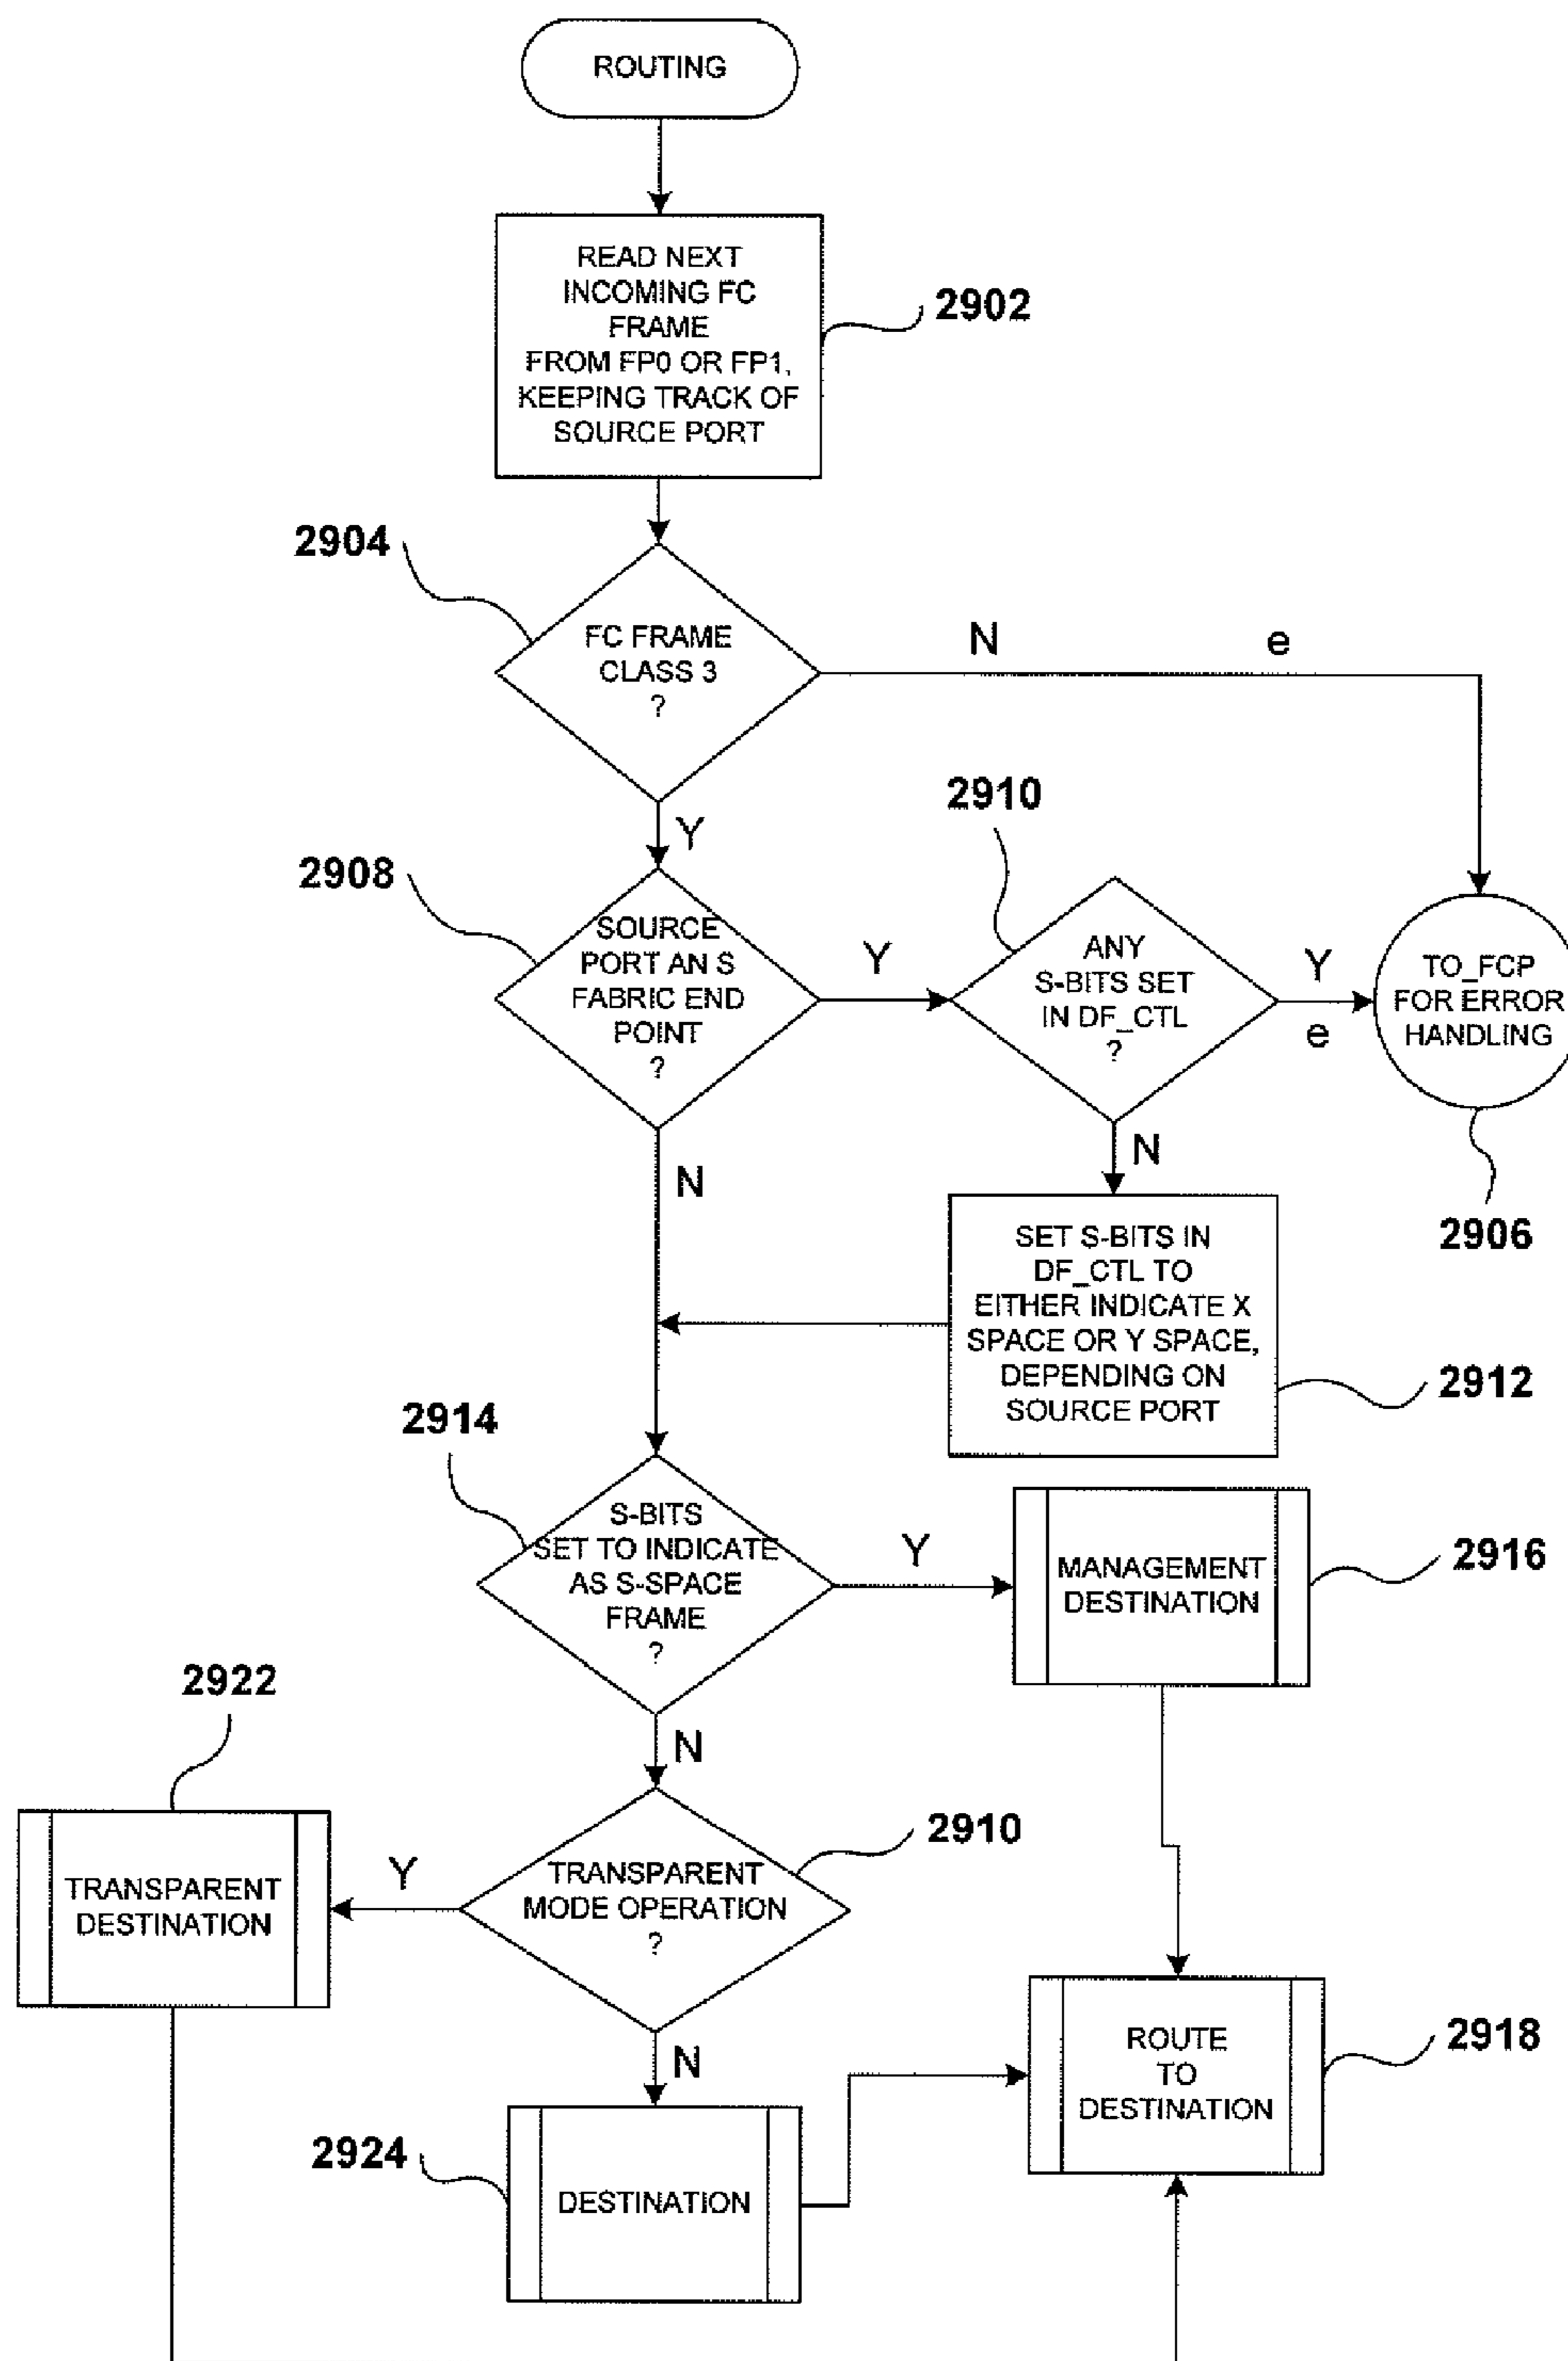 ROUTING
READ NEXT
INCOMING FC
FRAME
FROM FP0 OR FP1,
KEEPING TRACK OF
SOURCE PORT
2902
2904
FC FRAME
CLASS 3
?
N
e
Y
2908
SOURCE
PORT AN S
FABRIC END
POINT
?
Y
2910
ANY
S-BITS SET
IN DF_CTL
?
Y
e
TO_FCP
FOR ERROR
HANDLING
2906
N
N
SET S-BITS IN
DF_CTL TO
EITHER INDICATE X
SPACE OR Y SPACE,
DEPENDING ON
SOURCE PORT
2912
2914
S-BITS
SET TO INDICATE
AS S-SPACE
FRAME
?
Y
MANAGEMENT
DESTINATION
2916
N
2922
TRANSPARENT
DESTINATION
Y
TRANSPARENT
MODE OPERATION
?
2910
N
2924
DESTINATION
ROUTE
TO
DESTINATION
2918